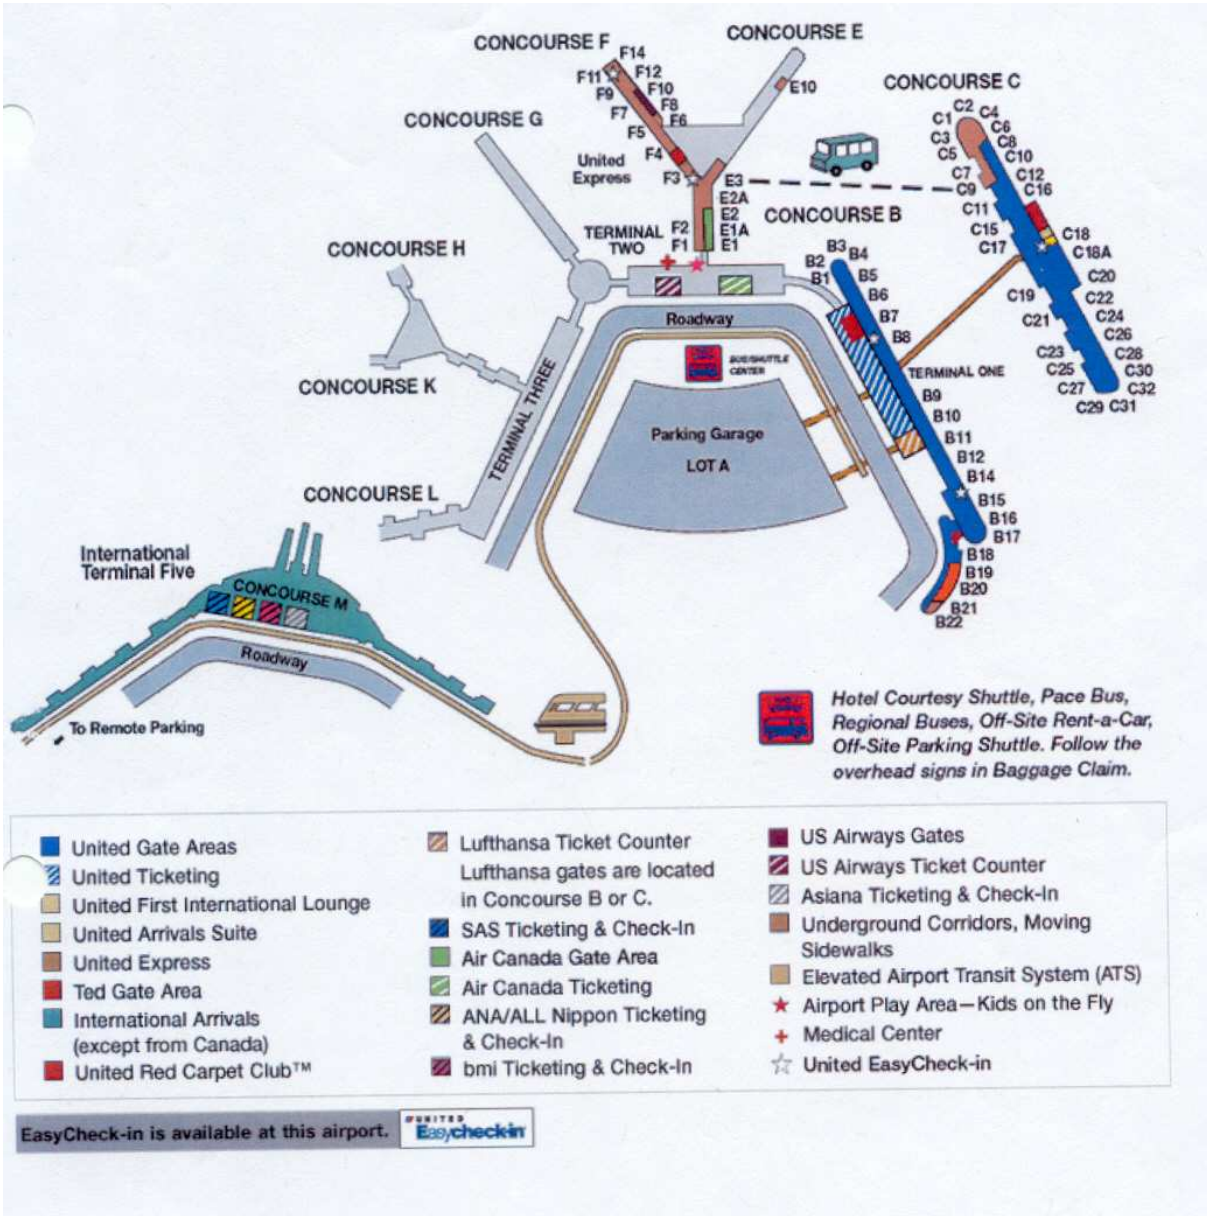 CONCOURSE F
CONCOURSE E
CONCOURSE C
CONCOURSE G
CONCOURSE B
CONCOURSE H
CONCOURSE K
CONCOURSE L
F14
F12
F11
F10
F9
F8
F7
F6
F5
F4
F3
F2
F1
United
Express
E10
E3
E2A
E2
E1A
E1
TERMINAL
TWO
C2
C1
C4
C3
C6
C5
C8
C7
C10
C9
C12
C11
C16
C15
C18
C17
C18A
C20
C19
C22
C21
C24
C26
C23
C28
C25
C30
C27
C32
C29
C31
B3
B2
B4
B1
B5
B6
B7
B8
TERMINAL ONE
B9
B10
B11
B12
B14
B15
B16
B17
B18
B19
B20
B21
B22
Roadway
BUS/SHUTTLE
CENTER
Parking Garage
LOT A
TERMINAL THREE
International
Terminal Five
CONCOURSE M
Roadway
To Remote Parking
Hotel Courtesy Shuttle, Pace Bus,
Regional Buses, Off-Site Rent-a-Car,
Off-Site Parking Shuttle. Follow the
overhead signs in Baggage Claim.
United Gate Areas
United Ticketing
United First International Lounge
United Arrivals Suite
United Express
Ted Gate Area
International Arrivals
(except from Canada)
United Red Carpet Club™
Lufthansa Ticket Counter
Lufthansa gates are located
in Concourse B or C.
SAS Ticketing & Check-In
Air Canada Gate Area
Air Canada Ticketing
ANA/ALL Nippon Ticketing
& Check-In
bmi Ticketing & Check-In
US Airways Gates
US Airways Ticket Counter
Asiana Ticketing & Check-In
Underground Corridors, Moving
Sidewalks
Elevated Airport Transit System (ATS)
Airport Play Area—Kids on the Fly
Medical Center
United EasyCheck-in
EasyCheck-in is available at this airport.
UNITED
Easycheck-in